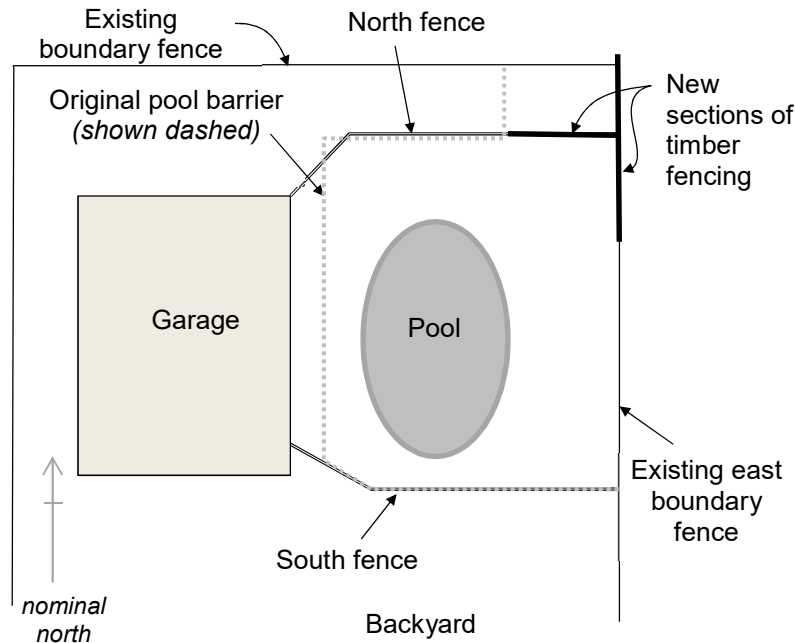 Existing
boundary fence
North fence
Original pool barrier
(shown dashed)
New
sections of
timber
fencing
Garage
Pool
Existing east
boundary
fence
South fence
nominal
north
Backyard